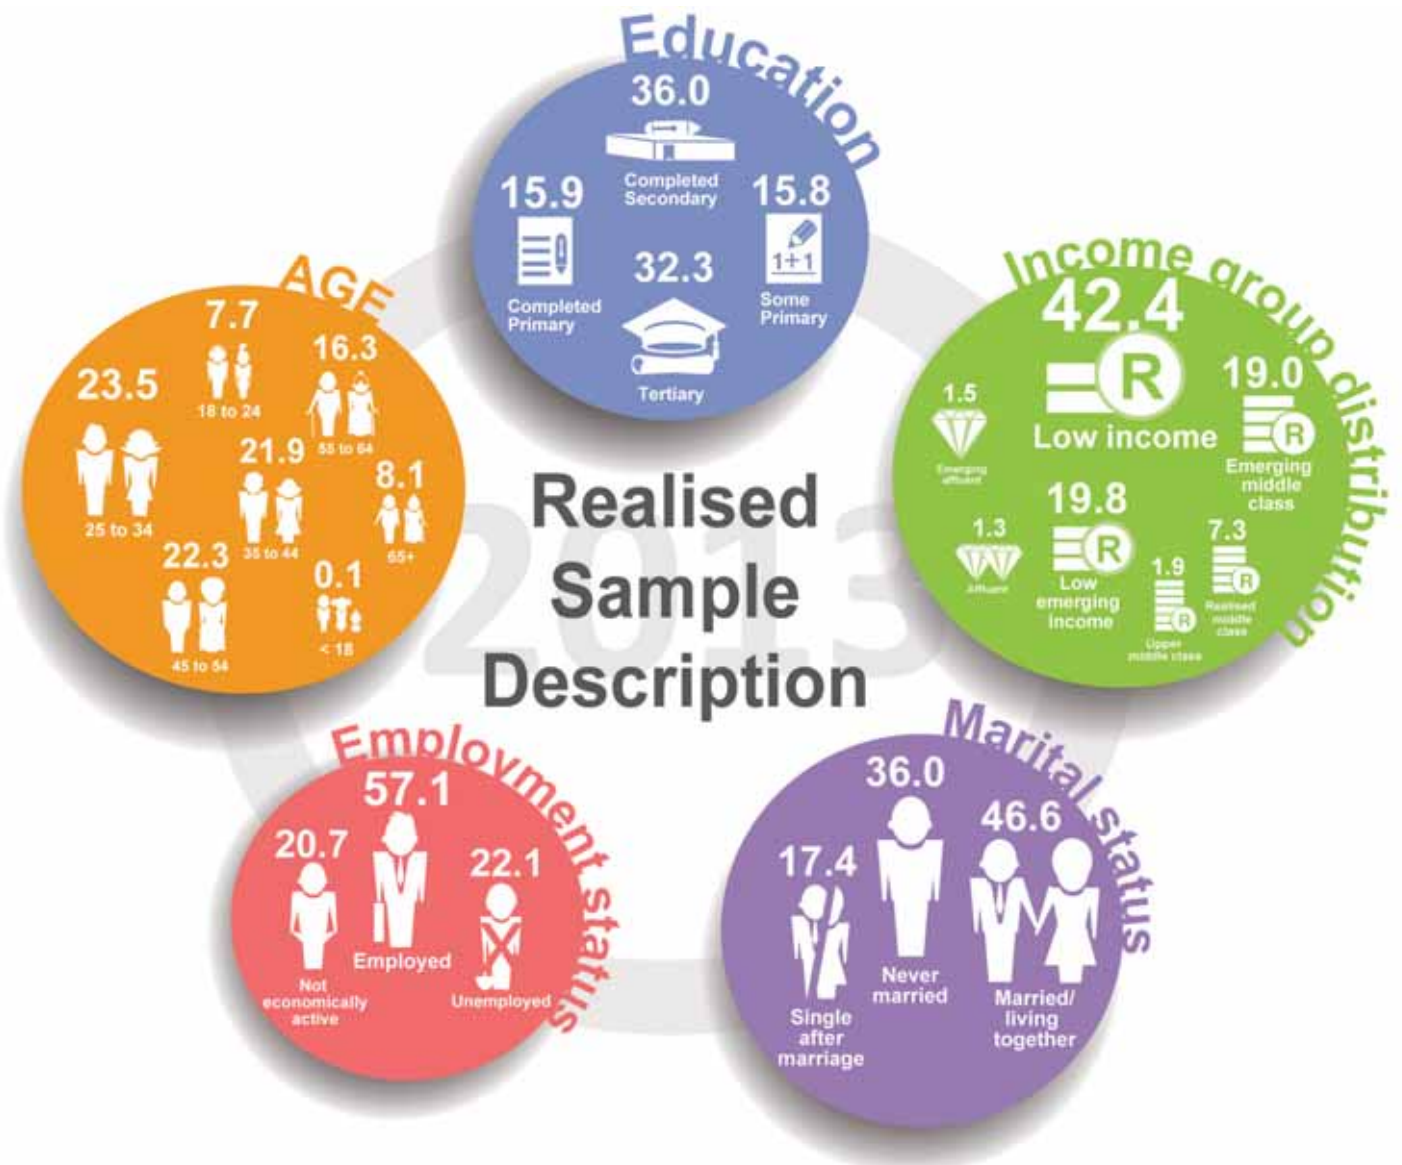 Education
36.0
Completed
Secondary
15.9
Completed
Primary
15.8
1+1
Some
Primary
32.3
Tertiary
Income group distribution
42.4
R
Low income
19.0
R
Emerging
middle
class
1.5
Emerging
affluent
19.8
R
Low
emerging
income
1.3
Affluent
7.3
R
Realised
middle
class
1.9
R
Upper
middle class
AGE
7.7
18 to 24
16.3
55 to 64
23.5
25 to 34
21.9
35 to 44
8.1
65+
22.3
45 to 54
0.1
< 18
2013
Realised
Sample
Description
Employment status
57.1
Employed
20.7
Not
economically
active
22.1
Unemployed
Marital status
36.0
Never
married
46.6
Married/
living
together
17.4
Single
after
marriage